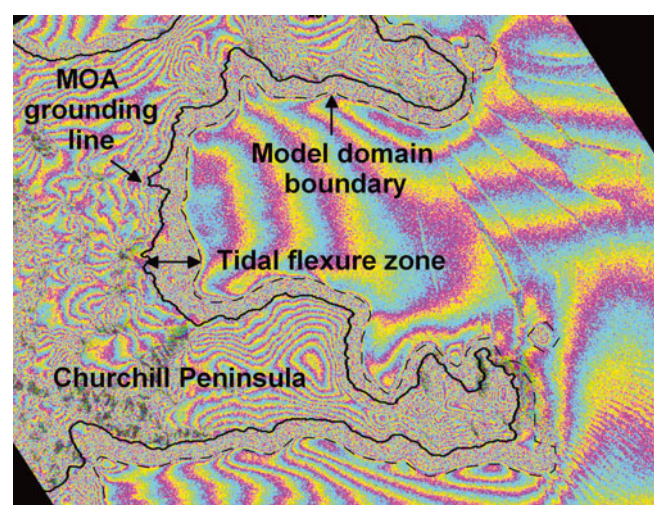 MOA
grounding
line
Model domain
boundary
Tidal flexure zone
Churchill Peninsula